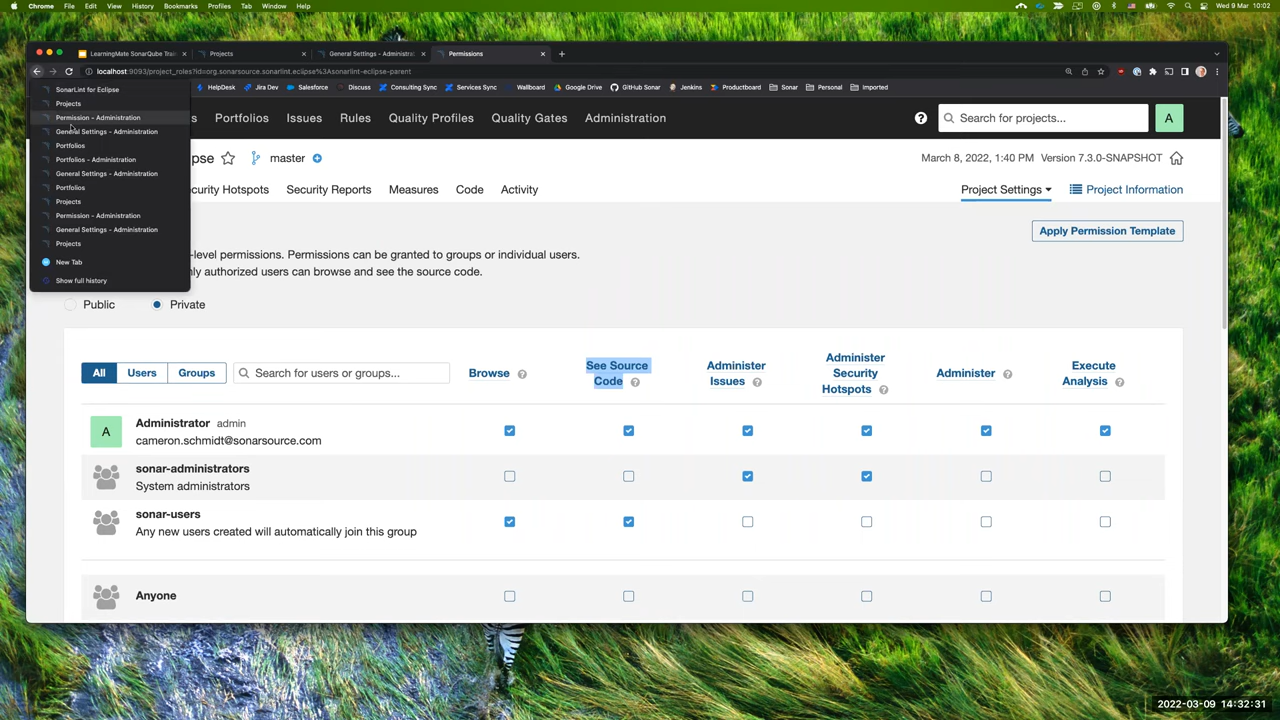 Chrome File Edit View History Bookmarks Profiles Tab Window Help Wed 9 Mar 10:02
LearningMate SonarQube Train Projects General Settings - Administra Permissions
localhost:9093/project_roles?id=org.sonarsource.sonarlint.eclipse%3Asonarlint-eclipse-parent
HelpDesk Jira Dev Salesforce Discuss Consulting Sync Services Sync Wallboard Google Drive GitHub Sonar Jenkins Productboard Sonar Personal Work Tools Imported
SonarLint for Eclipse
Projects
Permission - Administration
General Settings - Administration
Portfolios
Portfolios - Administration
General Settings - Administration
Portfolios
Projects
Permission - Administration
General Settings - Administration
Projects
New Tab
Show full history
s Portfolios Issues Rules Quality Profiles Quality Gates Administration Search for projects... A
pse master March 8, 2022, 1:40 PM Version 7.3.0-SNAPSHOT
curity Hotspots Security Reports Measures Code Activity Project Settings Project Information
Apply Permission Template
-level permissions. Permissions can be granted to groups or individual users.
nly authorized users can browse and see the source code.
Public Private
All Users Groups Search for users or groups... Browse See Source Code Administer Issues Administer Security Hotspots Administer Execute Analysis
A Administrator admin
cameron.schmidt@sonarsource.com
sonar-administrators
System administrators
sonar-users
Any new users created will automatically join this group
Anyone
2022-03-09 14:32:31